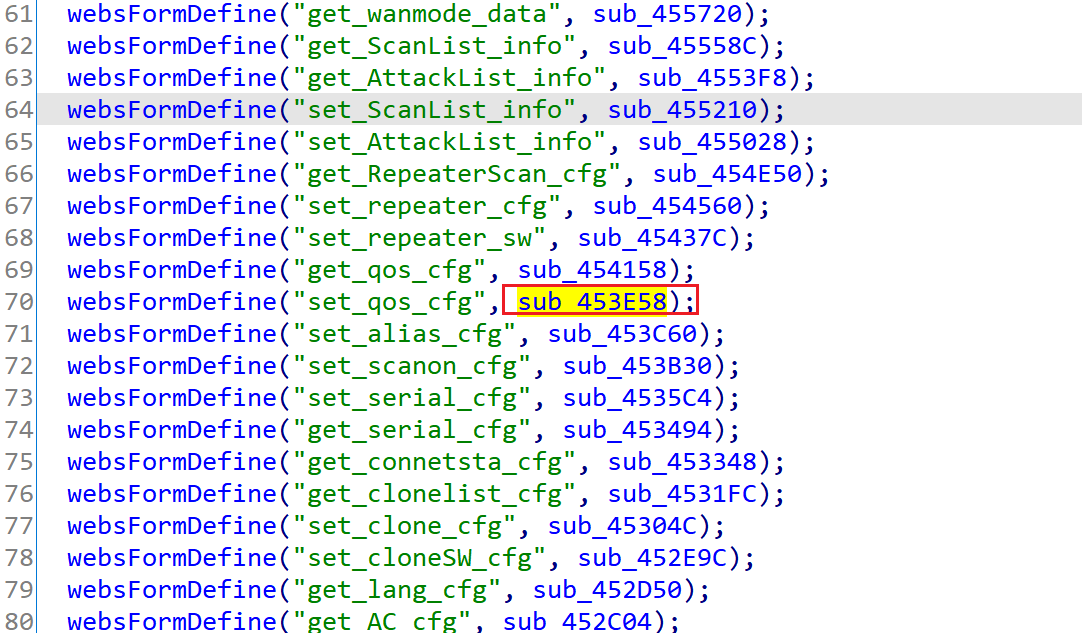 61 websFormDefine("get_wanmode_data", sub_455720);
62 websFormDefine("get_ScanList_info", sub_45558C);
63 websFormDefine("get_AttackList_info", sub_4553F8);
64 websFormDefine("set_ScanList_info", sub_455210);
65 websFormDefine("set_AttackList_info", sub_455028);
66 websFormDefine("get_RepeaterScan_cfg", sub_454E50);
67 websFormDefine("set_repeater_cfg", sub_454560);
68 websFormDefine("set_repeater_sw", sub_45437C);
69 websFormDefine("get_qos_cfg", sub_454158);
70 websFormDefine("set_qos_cfg", sub_453E58);
71 websFormDefine("set_alias_cfg", sub_453C60);
72 websFormDefine("set_scanon_cfg", sub_453B30);
73 websFormDefine("set_serial_cfg", sub_4535C4);
74 websFormDefine("get_serial_cfg", sub_453494);
75 websFormDefine("get_connetsta_cfg", sub_453348);
76 websFormDefine("get_clonelist_cfg", sub_4531FC);
77 websFormDefine("set_clone_cfg", sub_45304C);
78 websFormDefine("set_cloneSW_cfg", sub_452E9C);
79 websFormDefine("get_lang_cfg", sub_452D50);
80 websFormDefine("get_AC_cfg", sub_452C04);